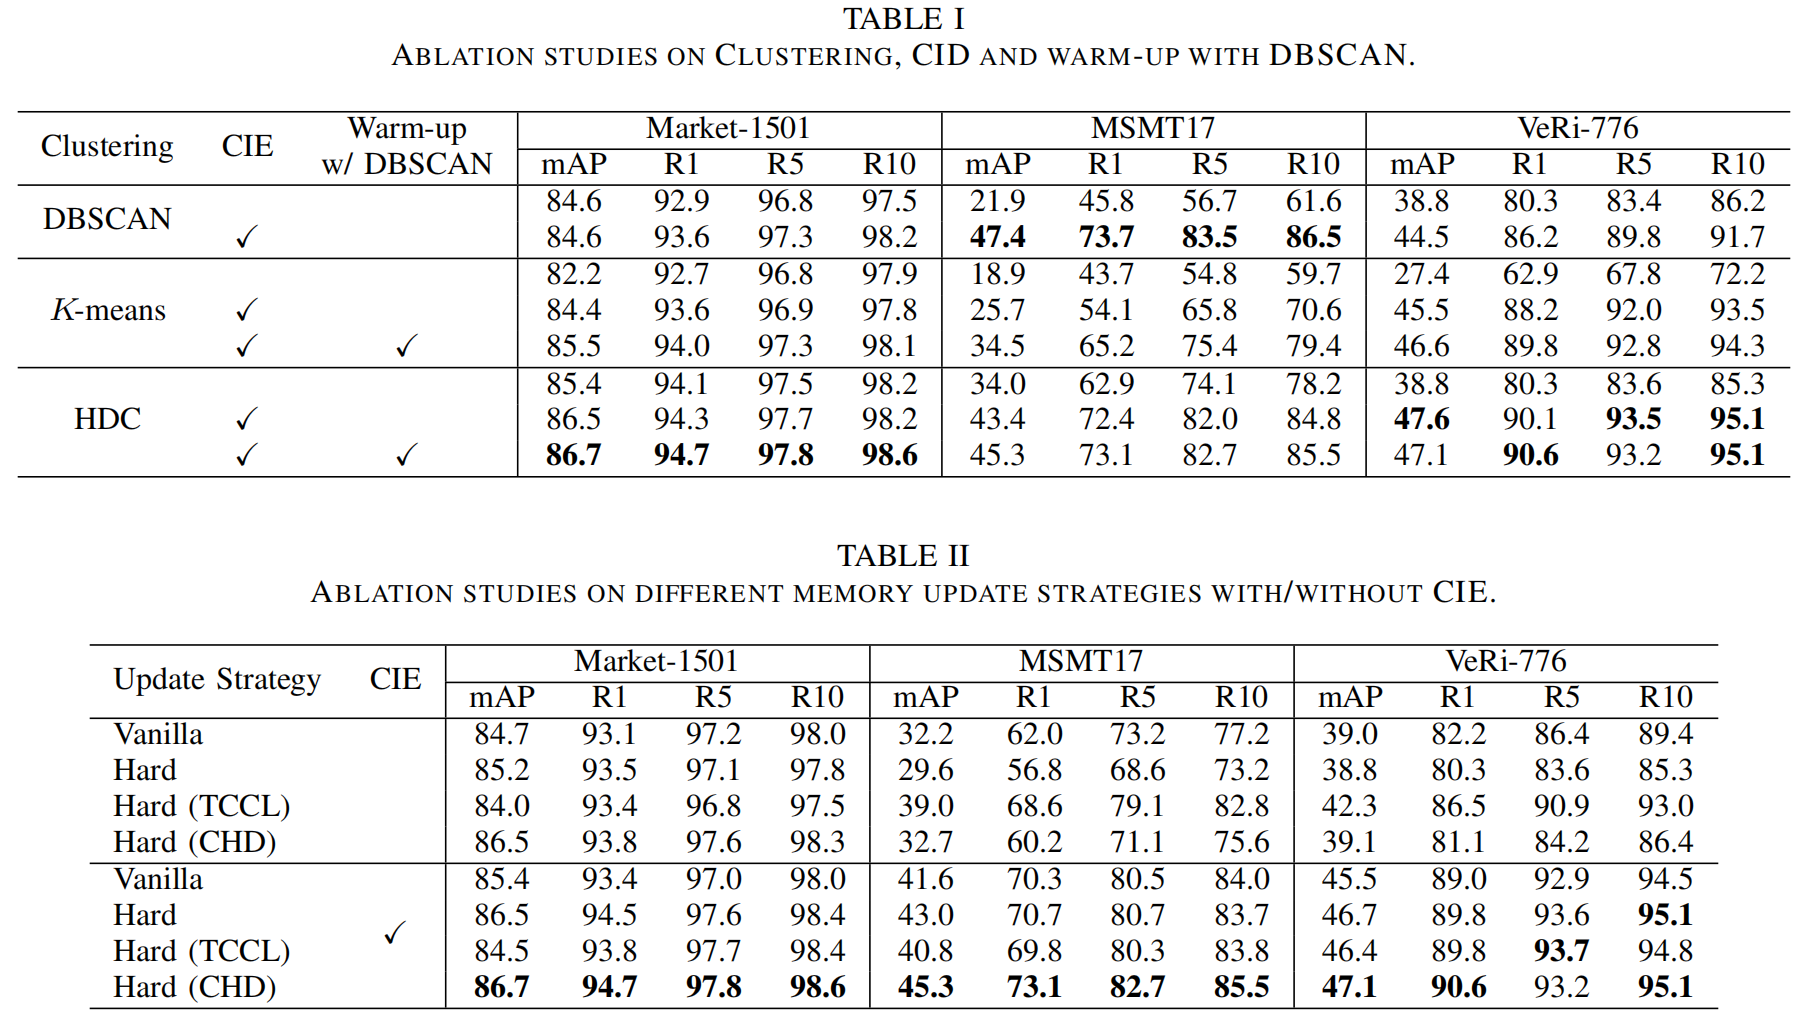 TABLE I
ABLATION STUDIES ON CLUSTERING, CID AND WARM-UP WITH DBSCAN.
Clustering CIE Warm-up w/ DBSCAN Market-1501 MSMT17 VeRi-776
mAP R1 R5 R10 mAP R1 R5 R10 mAP R1 R5 R10
DBSCAN 84.6 92.9 96.8 97.5 21.9 45.8 56.7 61.6 38.8 80.3 83.4 86.2
✓ 84.6 93.6 97.3 98.2 47.4 73.7 83.5 86.5 44.5 86.2 89.8 91.7
K-means 82.2 92.7 96.8 97.9 18.9 43.7 54.8 59.7 27.4 62.9 67.8 72.2
✓ 84.4 93.6 96.9 97.8 25.7 54.1 65.8 70.6 45.5 88.2 92.0 93.5
✓ ✓ 85.5 94.0 97.3 98.1 34.5 65.2 75.4 79.4 46.6 89.8 92.8 94.3
HDC 85.4 94.1 97.5 98.2 34.0 62.9 74.1 78.2 38.8 80.3 83.6 85.3
✓ 86.5 94.3 97.7 98.2 43.4 72.4 82.0 84.8 47.6 90.1 93.5 95.1
✓ ✓ 86.7 94.7 97.8 98.6 45.3 73.1 82.7 85.5 47.1 90.6 93.2 95.1
TABLE II
ABLATION STUDIES ON DIFFERENT MEMORY UPDATE STRATEGIES WITH/WITHOUT CIE.
Update Strategy CIE Market-1501 MSMT17 VeRi-776
mAP R1 R5 R10 mAP R1 R5 R10 mAP R1 R5 R10
Vanilla 84.7 93.1 97.2 98.0 32.2 62.0 73.2 77.2 39.0 82.2 86.4 89.4
Hard 85.2 93.5 97.1 97.8 29.6 56.8 68.6 73.2 38.8 80.3 83.6 85.3
Hard (TCCL) 84.0 93.4 96.8 97.5 39.0 68.6 79.1 82.8 42.3 86.5 90.9 93.0
Hard (CHD) 86.5 93.8 97.6 98.3 32.7 60.2 71.1 75.6 39.1 81.1 84.2 86.4
Vanilla 85.4 93.4 97.0 98.0 41.6 70.3 80.5 84.0 45.5 89.0 92.9 94.5
Hard ✓ 86.5 94.5 97.6 98.4 43.0 70.7 80.7 83.7 46.7 89.8 93.6 95.1
Hard (TCCL) 84.5 93.8 97.7 98.4 40.8 69.8 80.3 83.8 46.4 89.8 93.7 94.8
Hard (CHD) 86.7 94.7 97.8 98.6 45.3 73.1 82.7 85.5 47.1 90.6 93.2 95.1